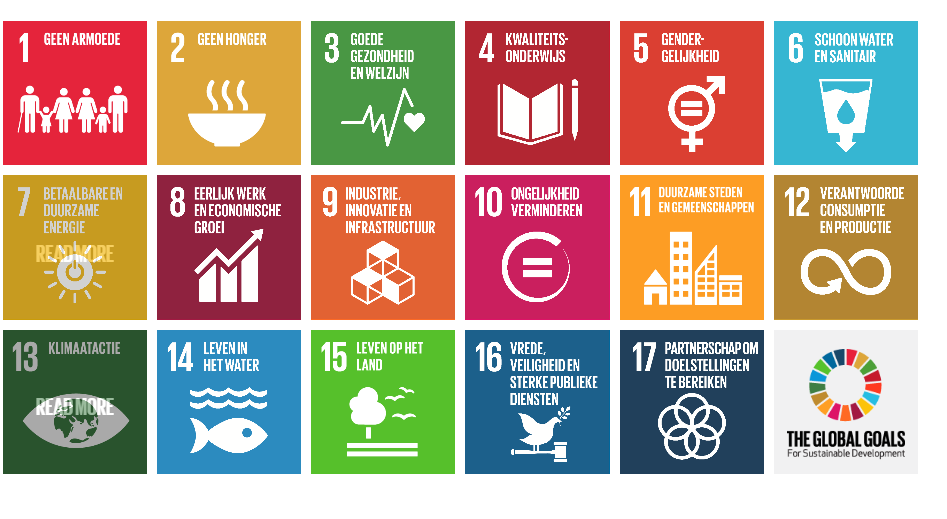 1 GEEN ARMOEDE
2 GEEN HONGER
3 GOEDE
GEZONDHEID
EN WELZIJN
4 KWALITEITS-
ONDERWIJS
5 GENDER-
GELIJKHEID
6 SCHOON WATER
EN SANITAIR
7 BETAALBARE EN
DUURZAME
ENERGIE
READ MORE
8 EERLIJK WERK
EN ECONOMISCHE
GROEI
9 INDUSTRIE,
INNOVATIE EN
INFRASTRUCTUUR
10 ONGELIJKHEID
VERMINDEREN
11 DUURZAME STEDEN
EN GEMEENSCHAPPEN
12 VERANTWOORDE
CONSUMPTIE
EN PRODUCTIE
13 KLIMAATACTIE
READ MORE
14 LEVEN IN
HET WATER
15 LEVEN OP HET
LAND
16 VREDE,
VEILIGHEID EN
STERKE PUBLIEKE
DIENSTEN
17 PARTNERSCHAP OM
DOELSTELLINGEN
TE BEREIKEN
THE GLOBAL GOALS
For Sustainable Development